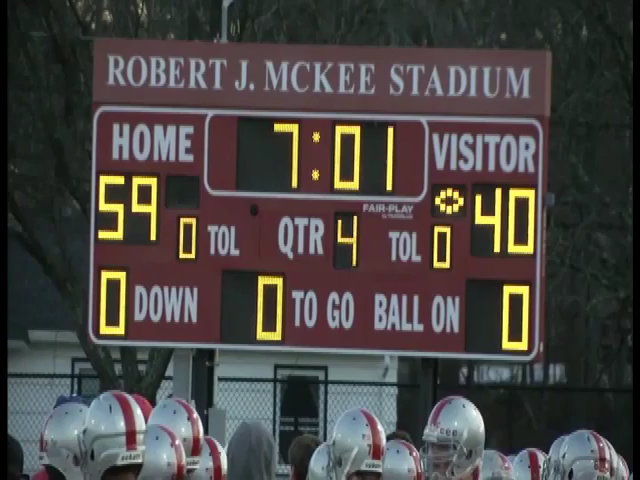 ROBERT J. MCKEE STADIUM
HOME 7:01 VISITOR
59 40
FAIR-PLAY
0 TOL QTR 4 TOL 0
0 DOWN 0 TO GO BALL ON 0